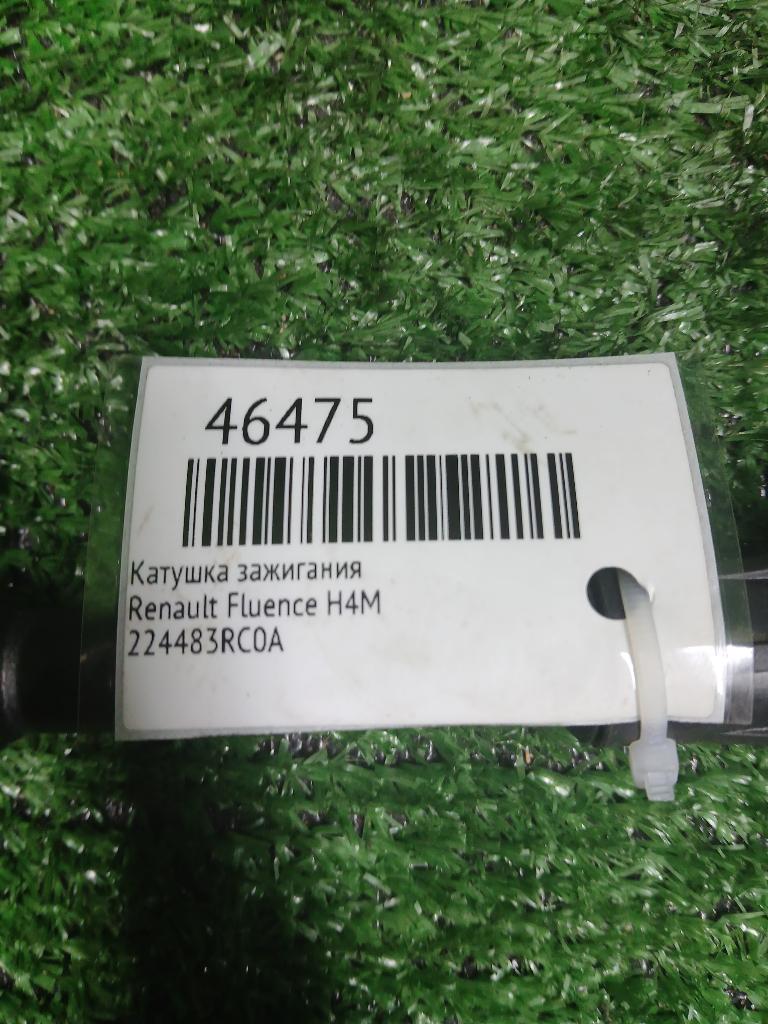 46475
Катушка зажигания
Renault Fluence H4M
224483RC0A